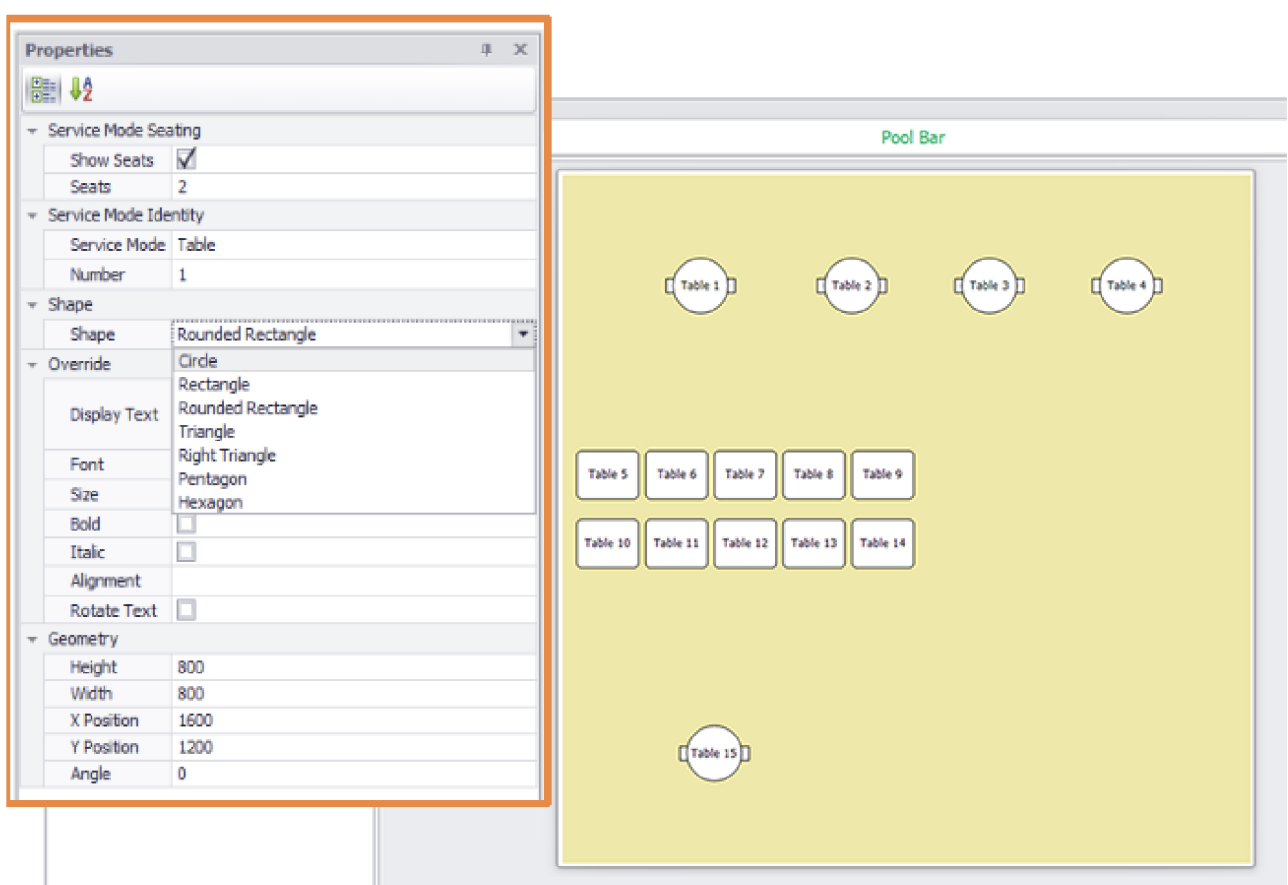 Properties
Service Mode Seating
Show Seats
Seats 2
Service Mode Identity
Service Mode Table
Number 1
Shape
Shape Rounded Rectangle
Override
Circle
Rectangle
Rounded Rectangle
Triangle
Right Triangle
Pentagon
Hexagon
Display Text
Font
Size
Bold
Italic
Alignment
Rotate Text
Geometry
Height 800
Width 800
X Position 1600
Y Position 1200
Angle 0
Pool Bar
Table 1 Table 2 Table 3 Table 4
Table 5 Table 6 Table 7 Table 8 Table 9
Table 10 Table 11 Table 12 Table 13 Table 14
Table 15